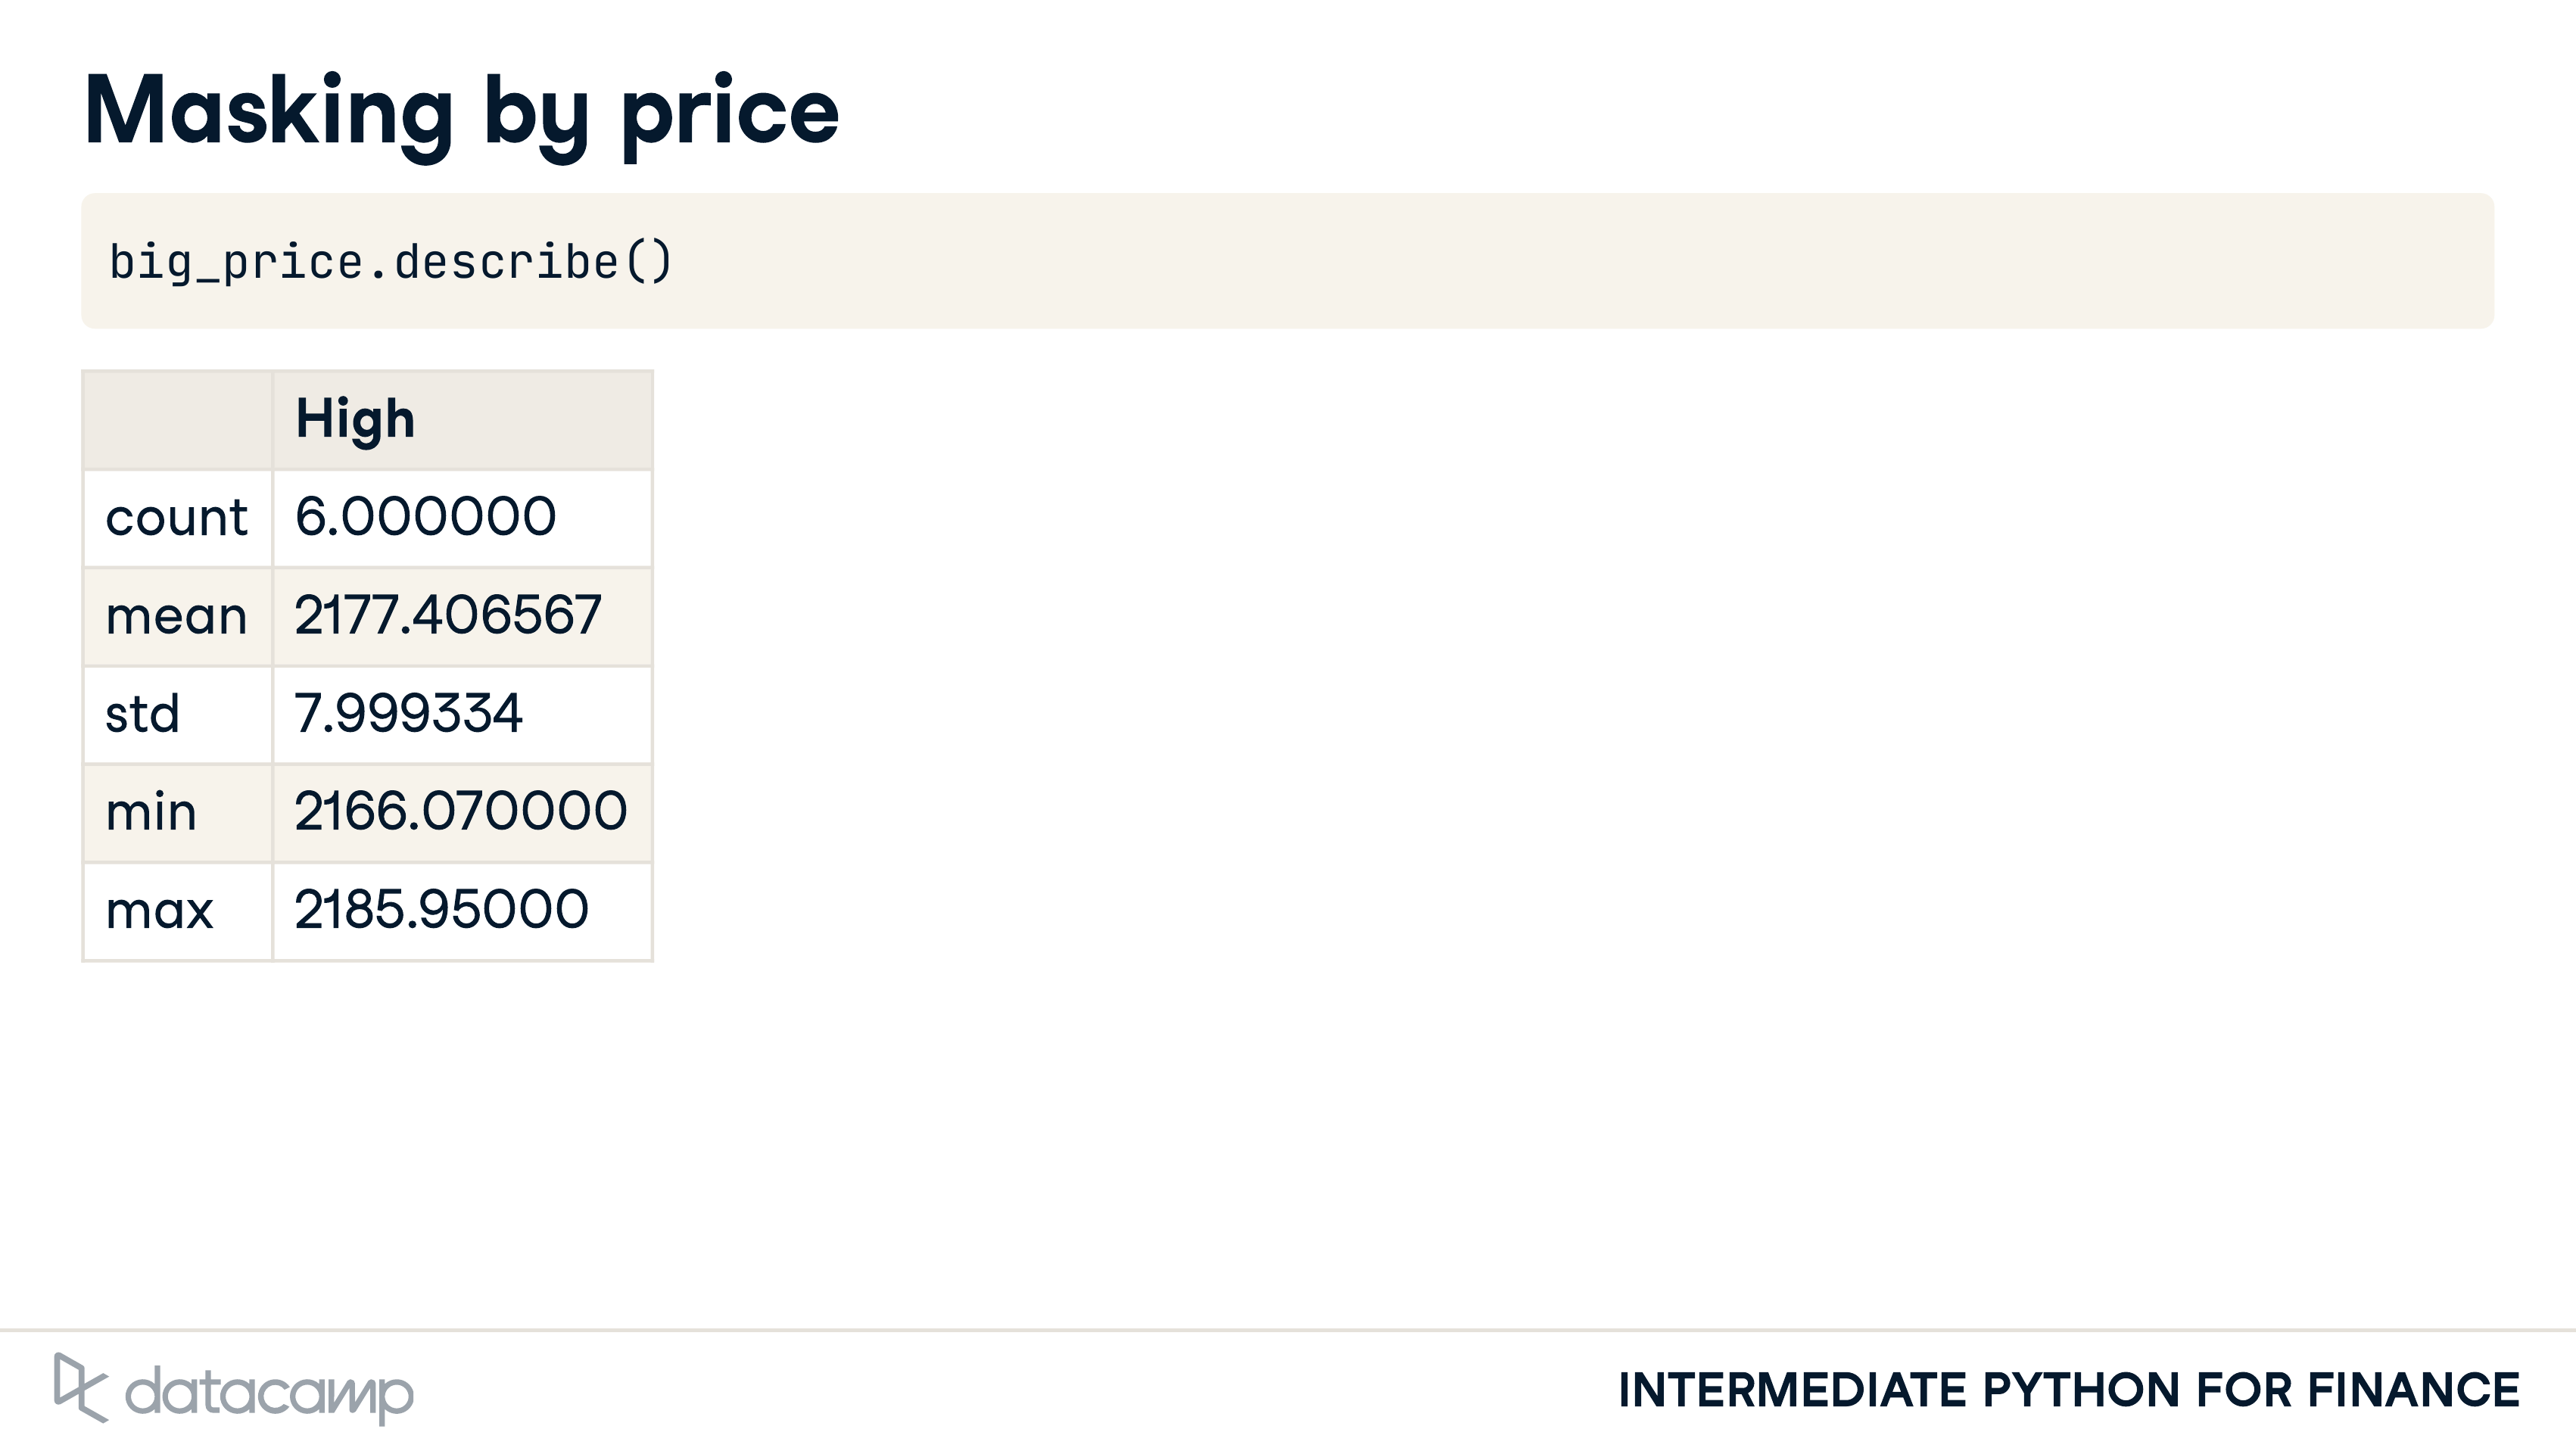 Masking by price
big_price.describe()
High
count 6.000000
mean 2177.406567
std 7.999334
min 2166.070000
max 2185.95000
datacamp
INTERMEDIATE PYTHON FOR FINANCE